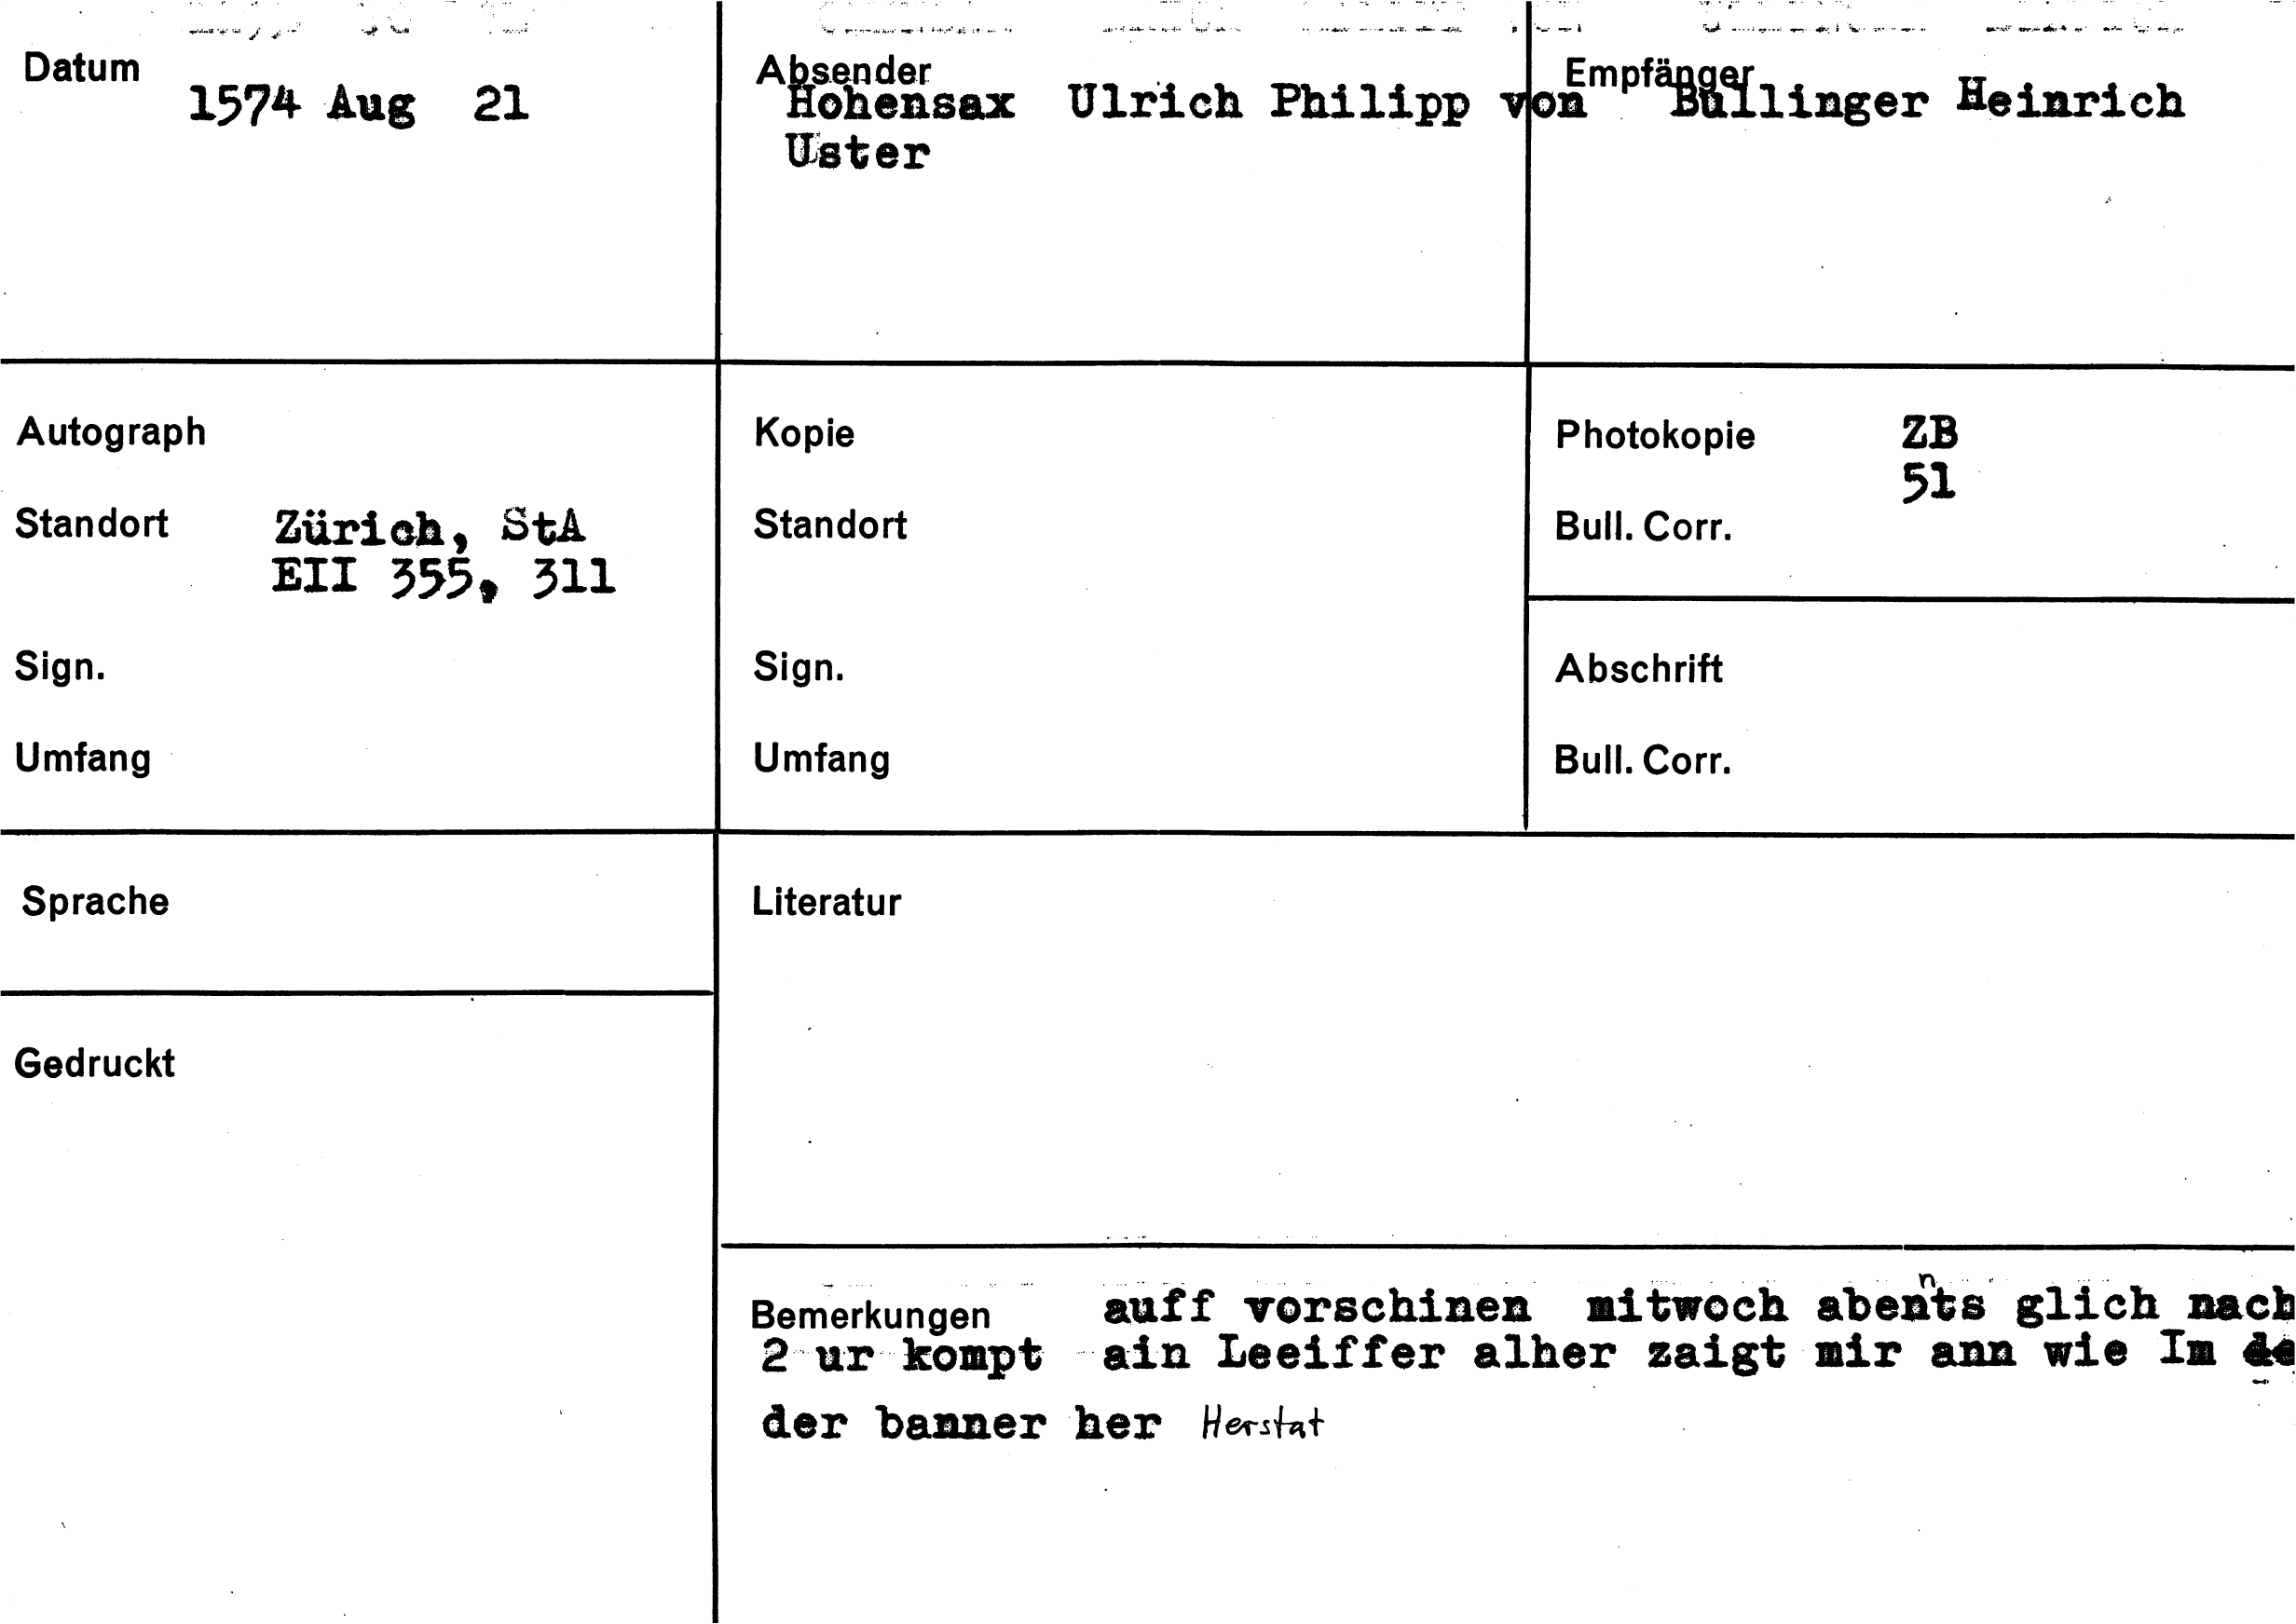 Datum
1574 Aug 21
Absender
Hohensax Ulrich Philipp von
Uster
Empfänger
Bullinger Heinrich
Autograph
Standort Zürich, StA
EII 355, 311
Sign.
Umfang
Kopie
Standort
Sign.
Umfang
Photokopie ZB
51
Bull. Corr.
Abschrift
Bull. Corr.
Sprache
Gedruckt
Literatur
Bemerkungen auff vorschinen mitwoch abents glich nach
2 ur kompt ain Leeiffer alher zaigt mir ann wie Im
der banner her Herstat